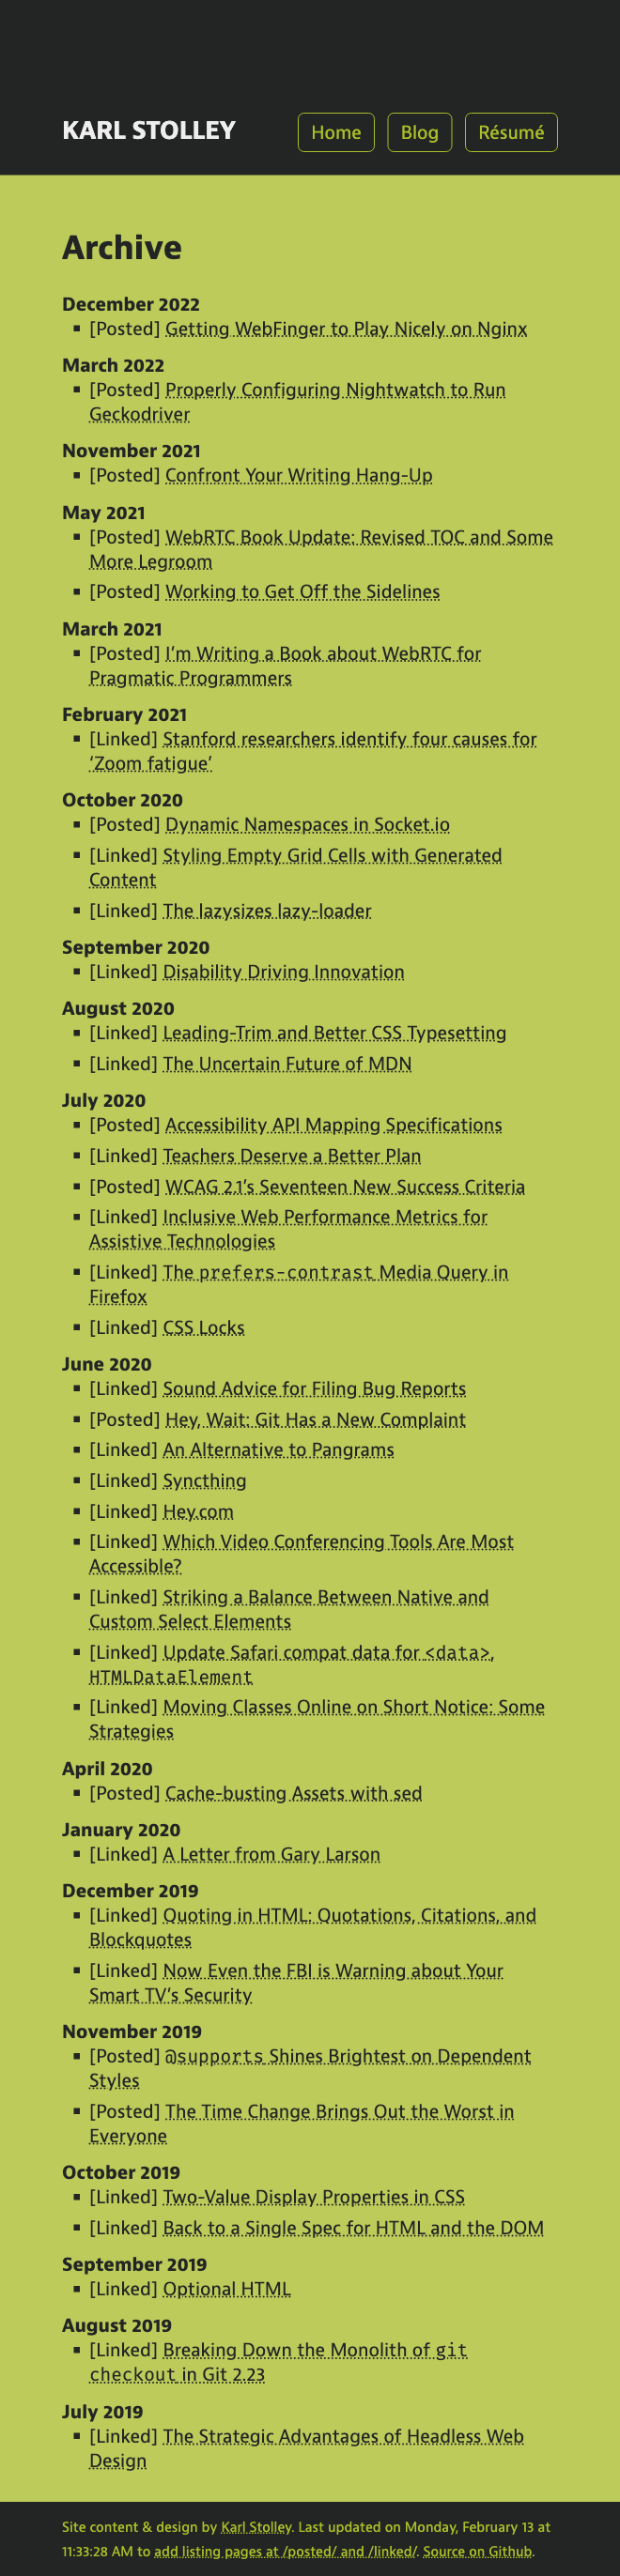 KARL STOLLEY
Home Blog Résumé
Archive
December 2022
[Posted] Getting WebFinger to Play Nicely on Nginx
March 2022
[Posted] Properly Configuring Nightwatch to Run
Geckodriver
November 2021
[Posted] Confront Your Writing Hang-Up
May 2021
[Posted] WebRTC Book Update: Revised TOC and Some
More Legroom
[Posted] Working to Get Off the Sidelines
March 2021
[Posted] I’m Writing a Book about WebRTC for
Pragmatic Programmers
February 2021
[Linked] Stanford researchers identify four causes for
‘Zoom fatigue’
October 2020
[Posted] Dynamic Namespaces in Socket.io
[Linked] Styling Empty Grid Cells with Generated
Content
[Linked] The lazysizes lazy-loader
September 2020
[Linked] Disability Driving Innovation
August 2020
[Linked] Leading-Trim and Better CSS Typesetting
[Linked] The Uncertain Future of MDN
July 2020
[Posted] Accessibility API Mapping Specifications
[Linked] Teachers Deserve a Better Plan
[Posted] WCAG 2.1’s Seventeen New Success Criteria
[Linked] Inclusive Web Performance Metrics for
Assistive Technologies
[Linked] The prefers-contrast Media Query in
Firefox
[Linked] CSS Locks
June 2020
[Linked] Sound Advice for Filing Bug Reports
[Posted] Hey, Wait: Git Has a New Complaint
[Linked] An Alternative to Pangrams
[Linked] Syncthing
[Linked] Hey.com
[Linked] Which Video Conferencing Tools Are Most
Accessible?
[Linked] Striking a Balance Between Native and
Custom Select Elements
[Linked] Update Safari compat data for <data>,
HTMLDataElement
[Linked] Moving Classes Online on Short Notice: Some
Strategies
April 2020
[Posted] Cache-busting Assets with sed
January 2020
[Linked] A Letter from Gary Larson
December 2019
[Linked] Quoting in HTML: Quotations, Citations, and
Blockquotes
[Linked] Now Even the FBI is Warning about Your
Smart TV’s Security
November 2019
[Posted] @supports Shines Brightest on Dependent
Styles
[Posted] The Time Change Brings Out the Worst in
Everyone
October 2019
[Linked] Two-Value Display Properties in CSS
[Linked] Back to a Single Spec for HTML and the DOM
September 2019
[Linked] Optional HTML
August 2019
[Linked] Breaking Down the Monolith of git
checkout in Git 2.23
July 2019
[Linked] The Strategic Advantages of Headless Web
Design
Site content & design by Karl Stolley. Last updated on Monday, February 13 at
11:33:28 AM to add listing pages at /posted/ and /linked/. Source on Github.